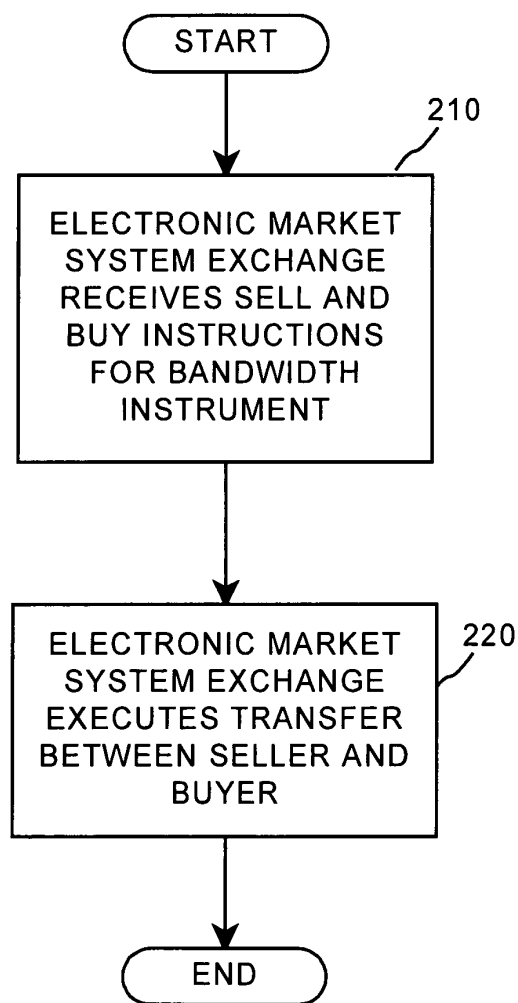 START
210
ELECTRONIC MARKET
SYSTEM EXCHANGE
RECEIVES SELL AND
BUY INSTRUCTIONS
FOR BANDWIDTH
INSTRUMENT
220
ELECTRONIC MARKET
SYSTEM EXCHANGE
EXECUTES TRANSFER
BETWEEN SELLER AND
BUYER
END